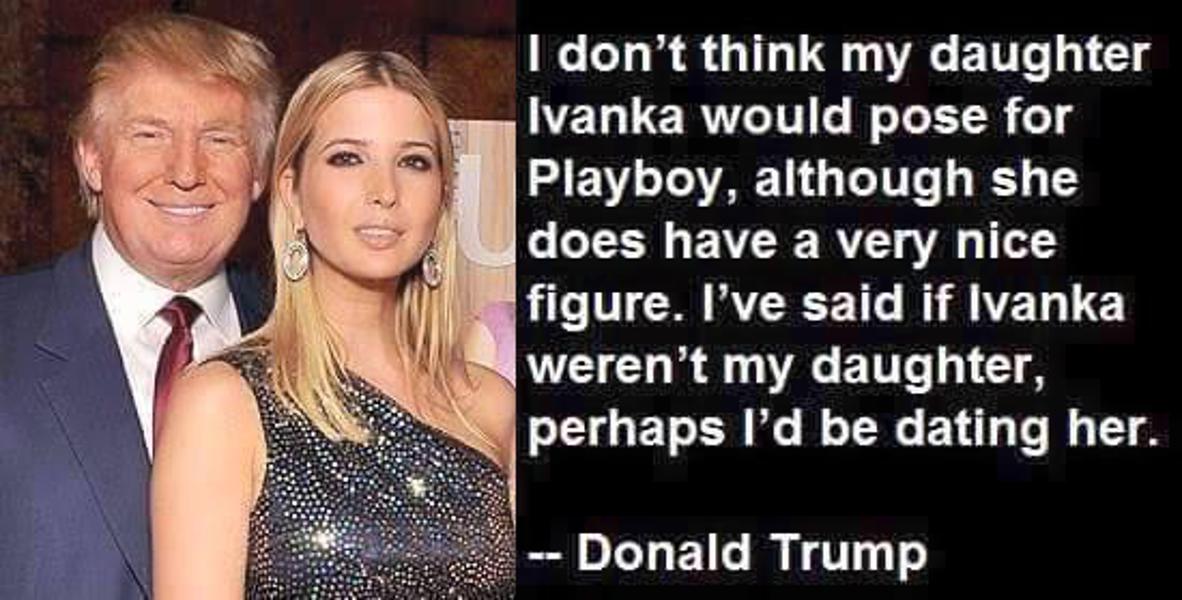 I don’t think my daughter
Ivanka would pose for
Playboy, although she
does have a very nice
figure. I’ve said if Ivanka
weren’t my daughter,
perhaps I’d be dating her.
-- Donald Trump
U